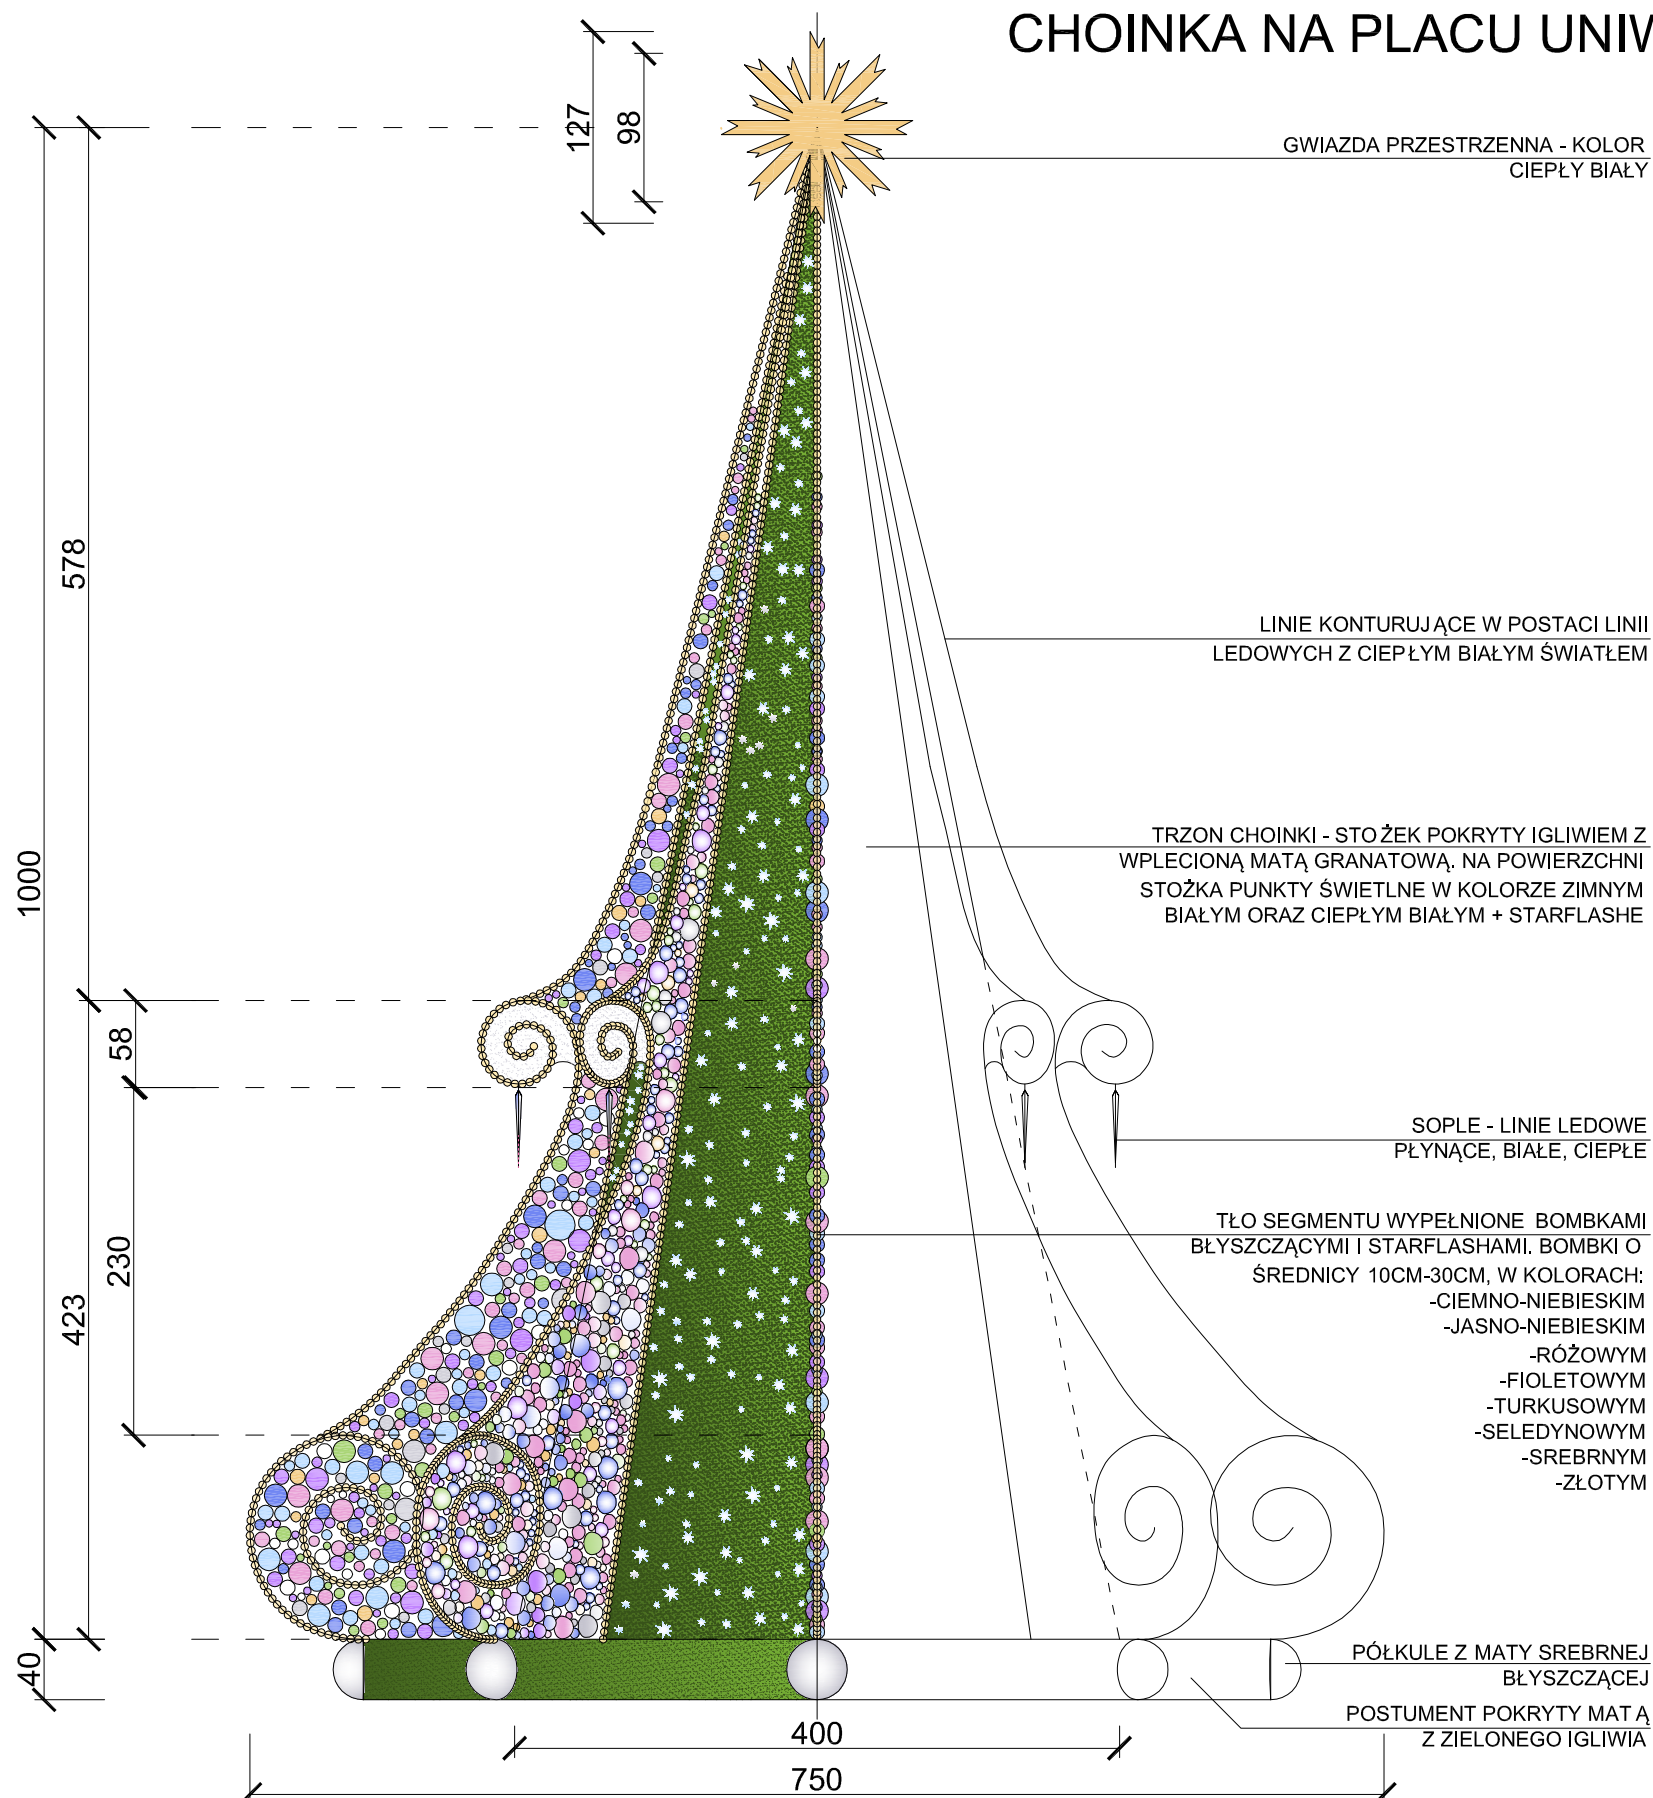 CHOINKA NA PLACU UNIW
127
98
GWIAZDA PRZESTRZENNA - KOLOR
CIEPŁY BIAŁY
578
LINIE KONTURUJĄCE W POSTACI LINII
LEDOWYCH Z CIEPŁYM BIAŁYM ŚWIATŁEM
1000
TRZON CHOINKI - STOŻEK POKRYTY IGLIWIEM Z
WPLECIONĄ MATĄ GRANATOWĄ. NA POWIERZCHNI
STOŻKA PUNKTY ŚWIETLNE W KOLORZE ZIMNYM
BIAŁYM ORAZ CIEPŁYM BIAŁYM + STARFLASHE
58
SOPLE - LINIE LEDOWE
PŁYNĄCE, BIAŁE, CIEPŁE
230
423
TŁO SEGMENTU WYPEŁNIONE BOMBKAMI
BŁYSZCZĄCYMI I STARFLASHAMI. BOMBKI O
ŚREDNICY 10CM-30CM, W KOLORACH:
-CIEMNO-NIEBIESKIM
-JASNO-NIEBIESKIM
-RÓŻOWYM
-FIOLETOWYM
-TURKUSOWYM
-SELEDYNOWYM
-SREBRNYM
-ZŁOTYM
40
PÓŁKULE Z MATY SREBRNEJ
BŁYSZCZĄCEJ
POSTUMENT POKRYTY MATĄ
Z ZIELONEGO IGLIWIA
400
750